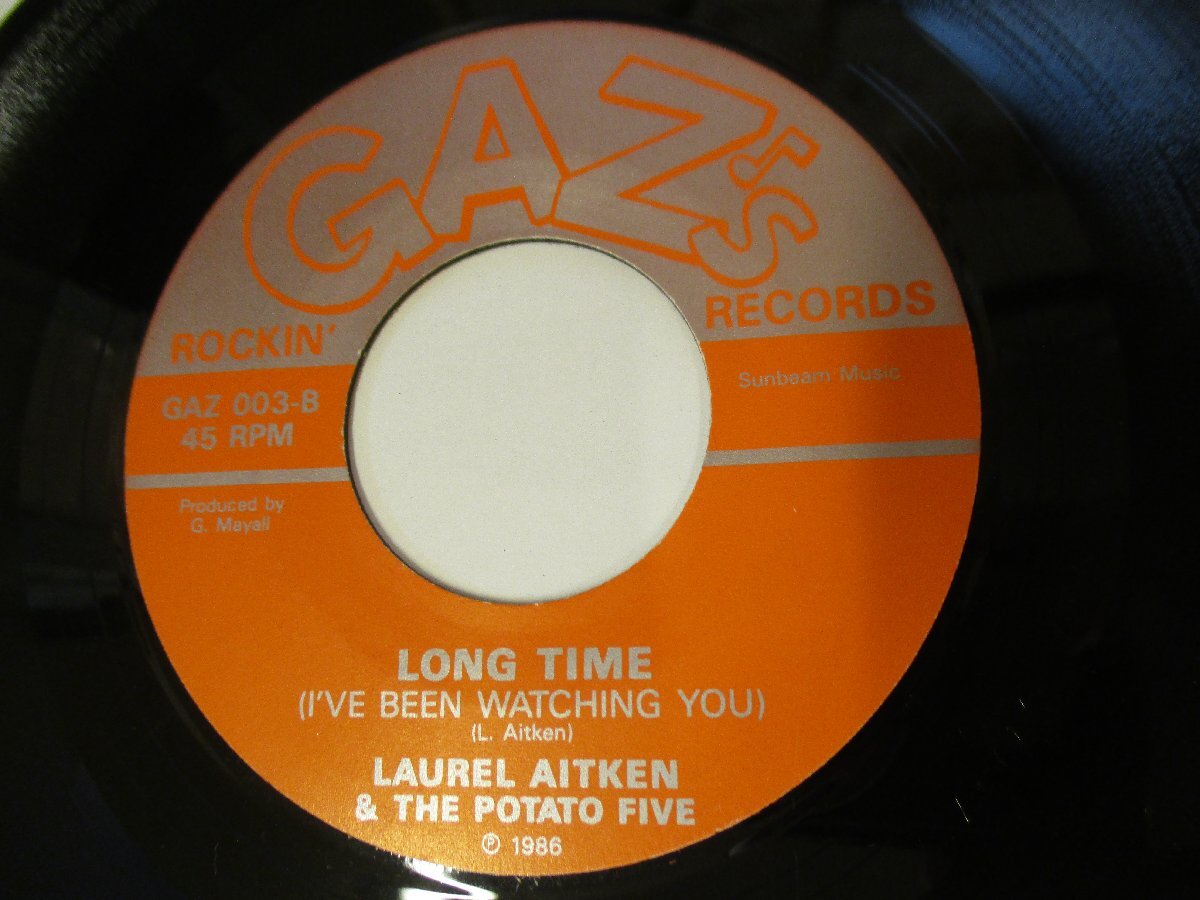 GAZ'S
ROCKIN' RECORDS
GAZ 003-B
45 RPM
Sunbeam Music
Produced by
G. Mayall
LONG TIME
(I'VE BEEN WATCHING YOU)
(L. Aitken)
LAUREL AITKEN
& THE POTATO FIVE
℗ 1986